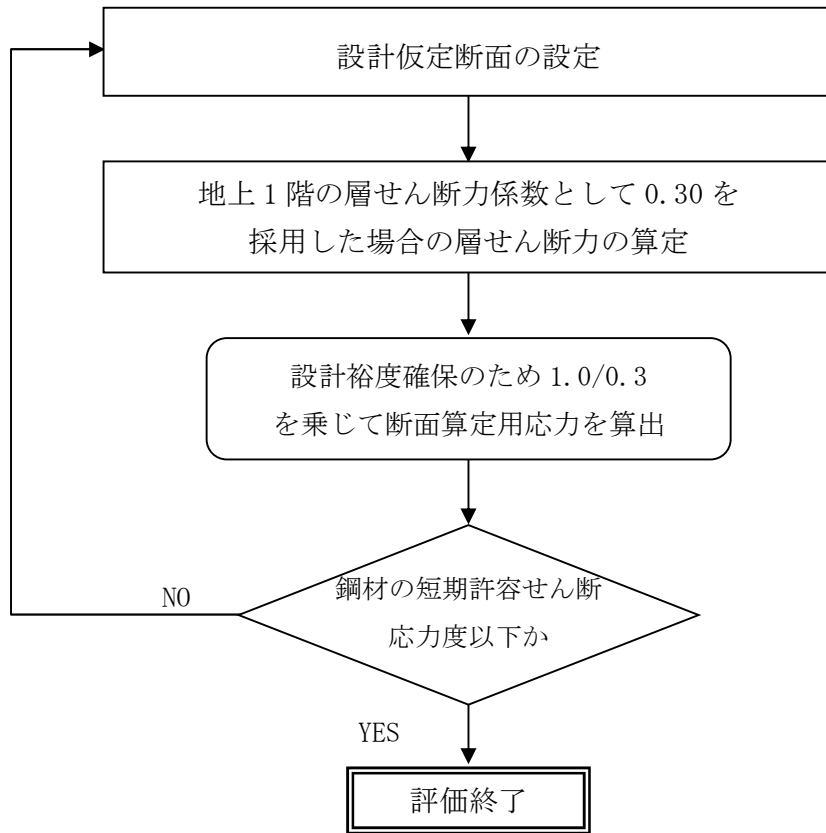 設計仮定断面の設定
地上1階の層せん断力係数として0.30を
採用した場合の層せん断力の算定
設計裕度確保のため1.0/0.3
を乗じて断面算定用応力を算出
鋼材の短期許容せん断
応力度以下か
NO
YES
評価終了